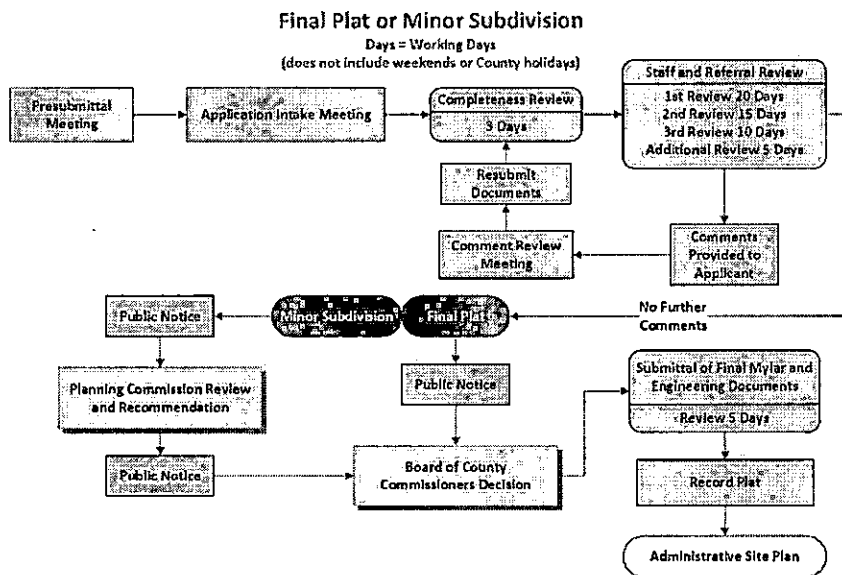 Final Plat or Minor Subdivision
Days = Working Days
(does not include weekends or County holidays)
Presubmittal
Meeting
Application Intake Meeting
Completeness Review
3 Days
Staff and Referral Review
1st Review 20 Days
2nd Review 15 Days
3rd Review 10 Days
Additional Review 5 Days
Resubmit
Documents
Comment Review
Meeting
Comments
Provided to
Applicant
No Further
Comments
Public Notice
Minor Subdivision
Final Plat
Planning Commission Review
and Recommendation
Public Notice
Public Notice
Board of County
Commissioners Decision
Submittal of Final Mylar and
Engineering Documents
Review 5 Days
Record Plat
Administrative Site Plan